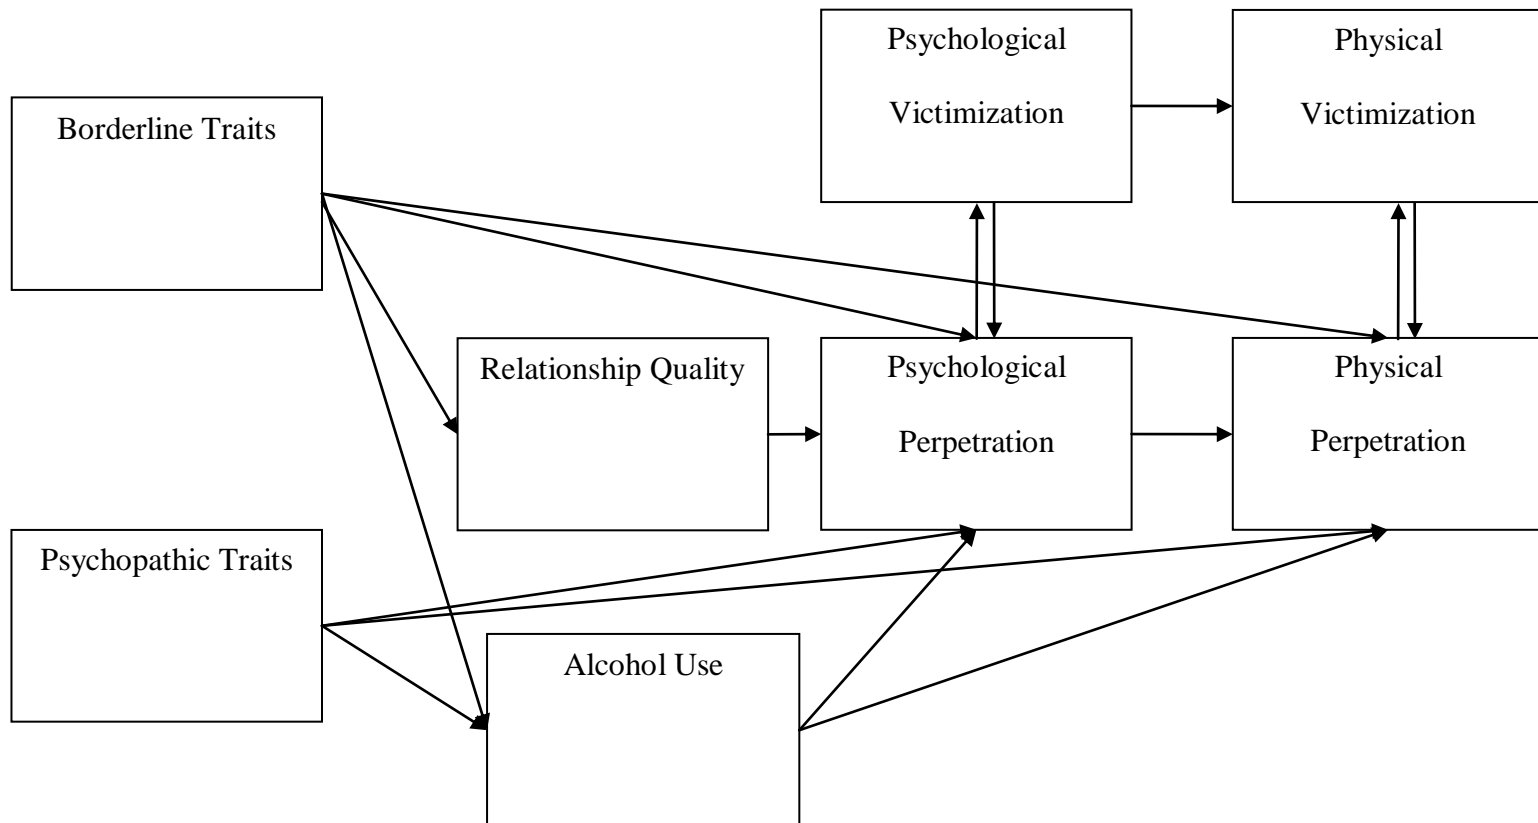 Psychological
Victimization
Physical
Victimization
Borderline Traits
Relationship Quality
Psychological
Perpetration
Physical
Perpetration
Psychopathic Traits
Alcohol Use